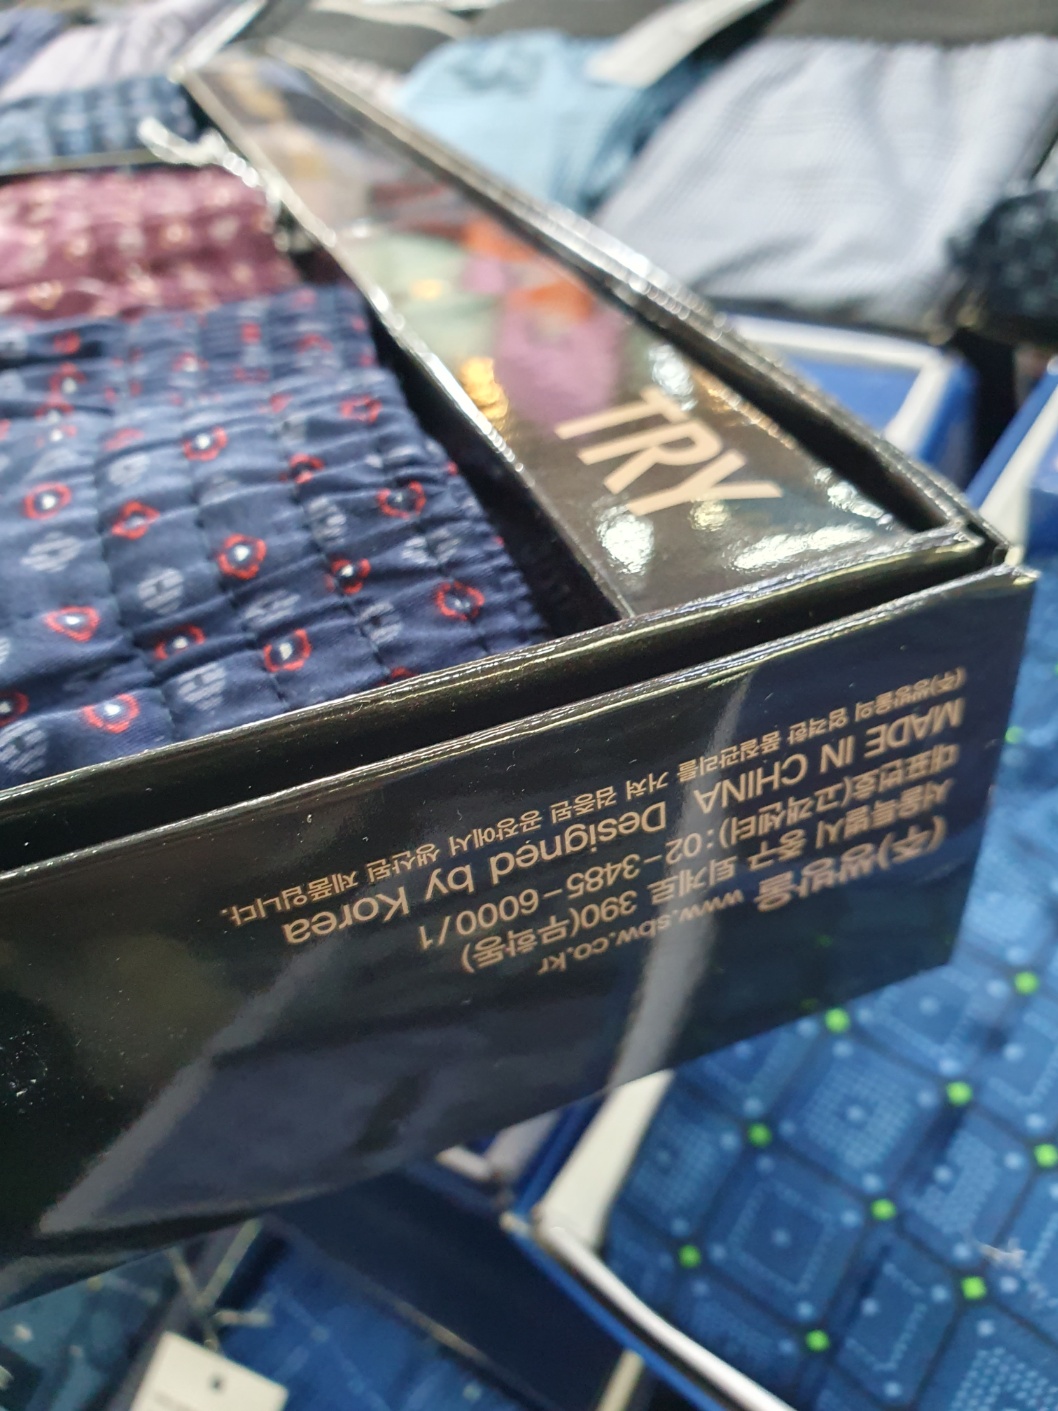 TRY
(주)쌍방울 www.sbw.co.kr
서울특별시 중구 퇴계로 390(무학동)
대표번호(고객센터):02-3485-6000/1
MADE IN CHINA Designed by Korea
(주)쌍방울의 엄격한 품질관리를 거쳐 검증된 공장에서 생산된 제품입니다.